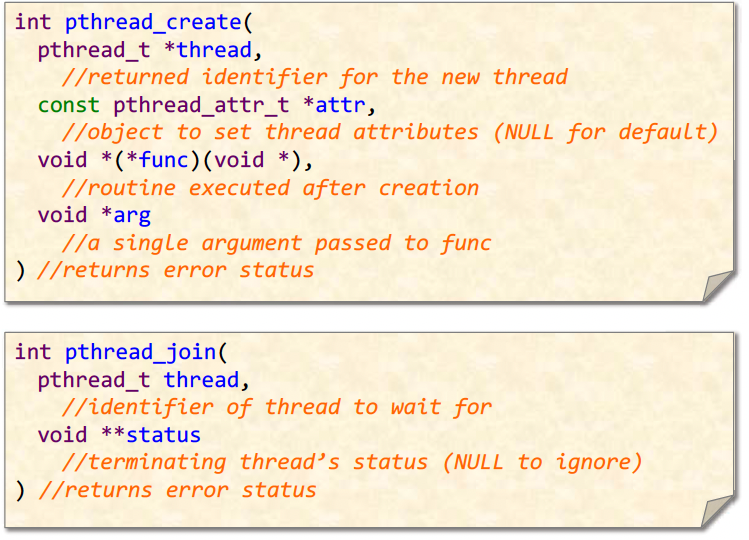 int pthread_create(
pthread_t *thread,
//returned identifier for the new thread
const pthread_attr_t *attr,
//object to set thread attributes (NULL for default)
void *(*func)(void *),
//routine executed after creation
void *arg
//a single argument passed to func
) //returns error status
int pthread_join(
pthread_t thread,
//identifier of thread to wait for
void **status
//terminating thread’s status (NULL to ignore)
) //returns error status